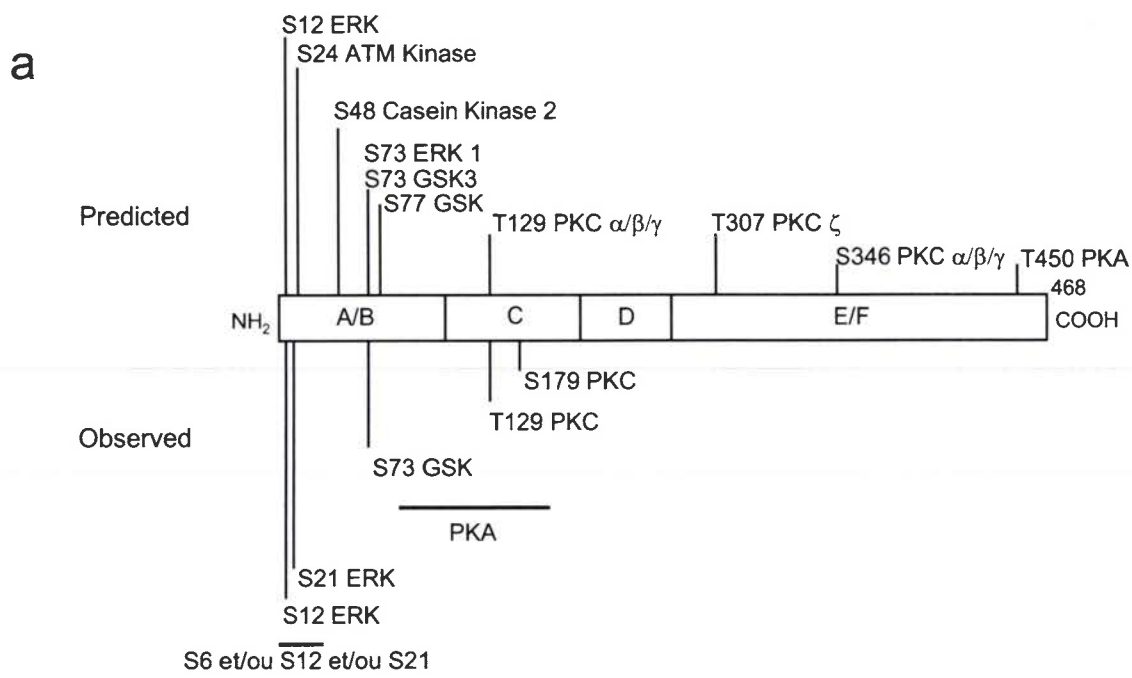 a
S12 ERK
S24 ATM Kinase
S48 Casein Kinase 2
S73 ERK 1
S73 GSK3
S77 GSK
Predicted
T129 PKC α/β/γ
T307 PKC ζ
S346 PKC α/β/γ
T450 PKA
468
NH2
A/B
C
D
E/F
COOH
S179 PKC
T129 PKC
Observed
S73 GSK
PKA
S21 ERK
S12 ERK
S6 et/ou S12 et/ou S21